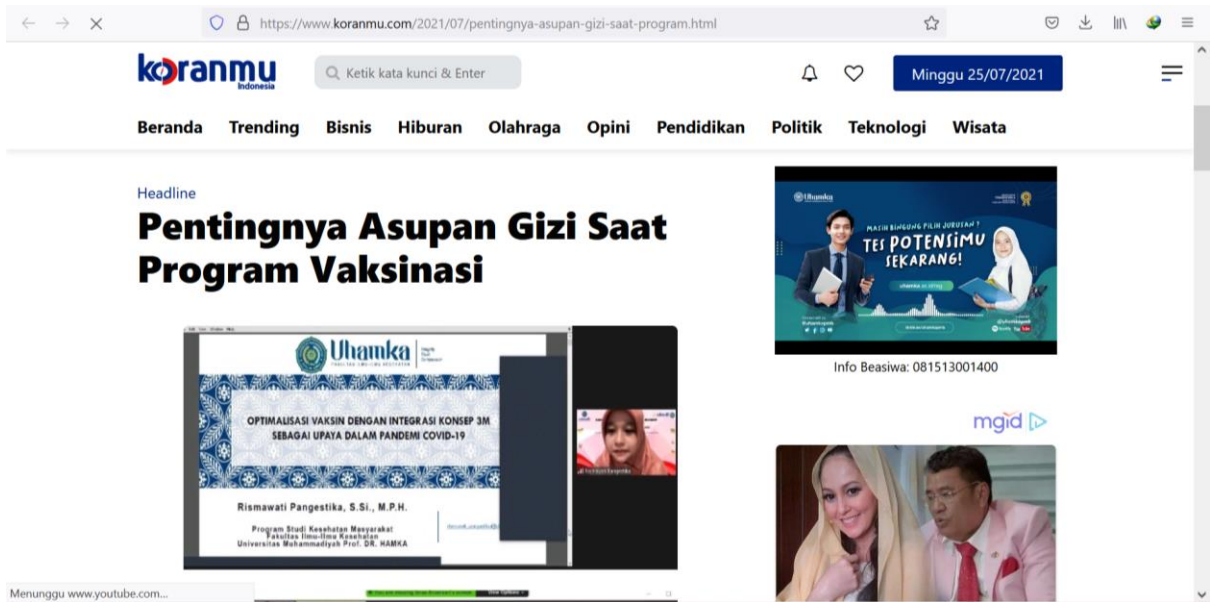 https://www.koranmu.com/2021/07/pentingnya-asupan-gizi-saat-program.html
koranmu
Indonesia
Ketik kata kunci & Enter
Minggu 25/07/2021
Beranda Trending Bisnis Hiburan Olahraga Opini Pendidikan Politik Teknologi Wisata
Headline
Pentingnya Asupan Gizi Saat
Program Vaksinasi
Uhamka
OPTIMALISASI VAKSIN DENGAN INTEGRASI KONSEP 3M
SEBAGAI UPAYA DALAM PANDEMI COVID-19
Rismawati Pangestika, S.Si., M.P.H.
Program Studi Kesehatan Masyarakat
Fakultas Ilmu-Ilmu Kesehatan
Universitas Muhammadiyah Prof. DR. HAMKA
Uhamka
MASIH BINGUNG PILIH JURUSAN ?
TES POTENSIMU
SEKARANG!
Info Beasiwa: 081513001400
mgid
Menunggu www.youtube.com...